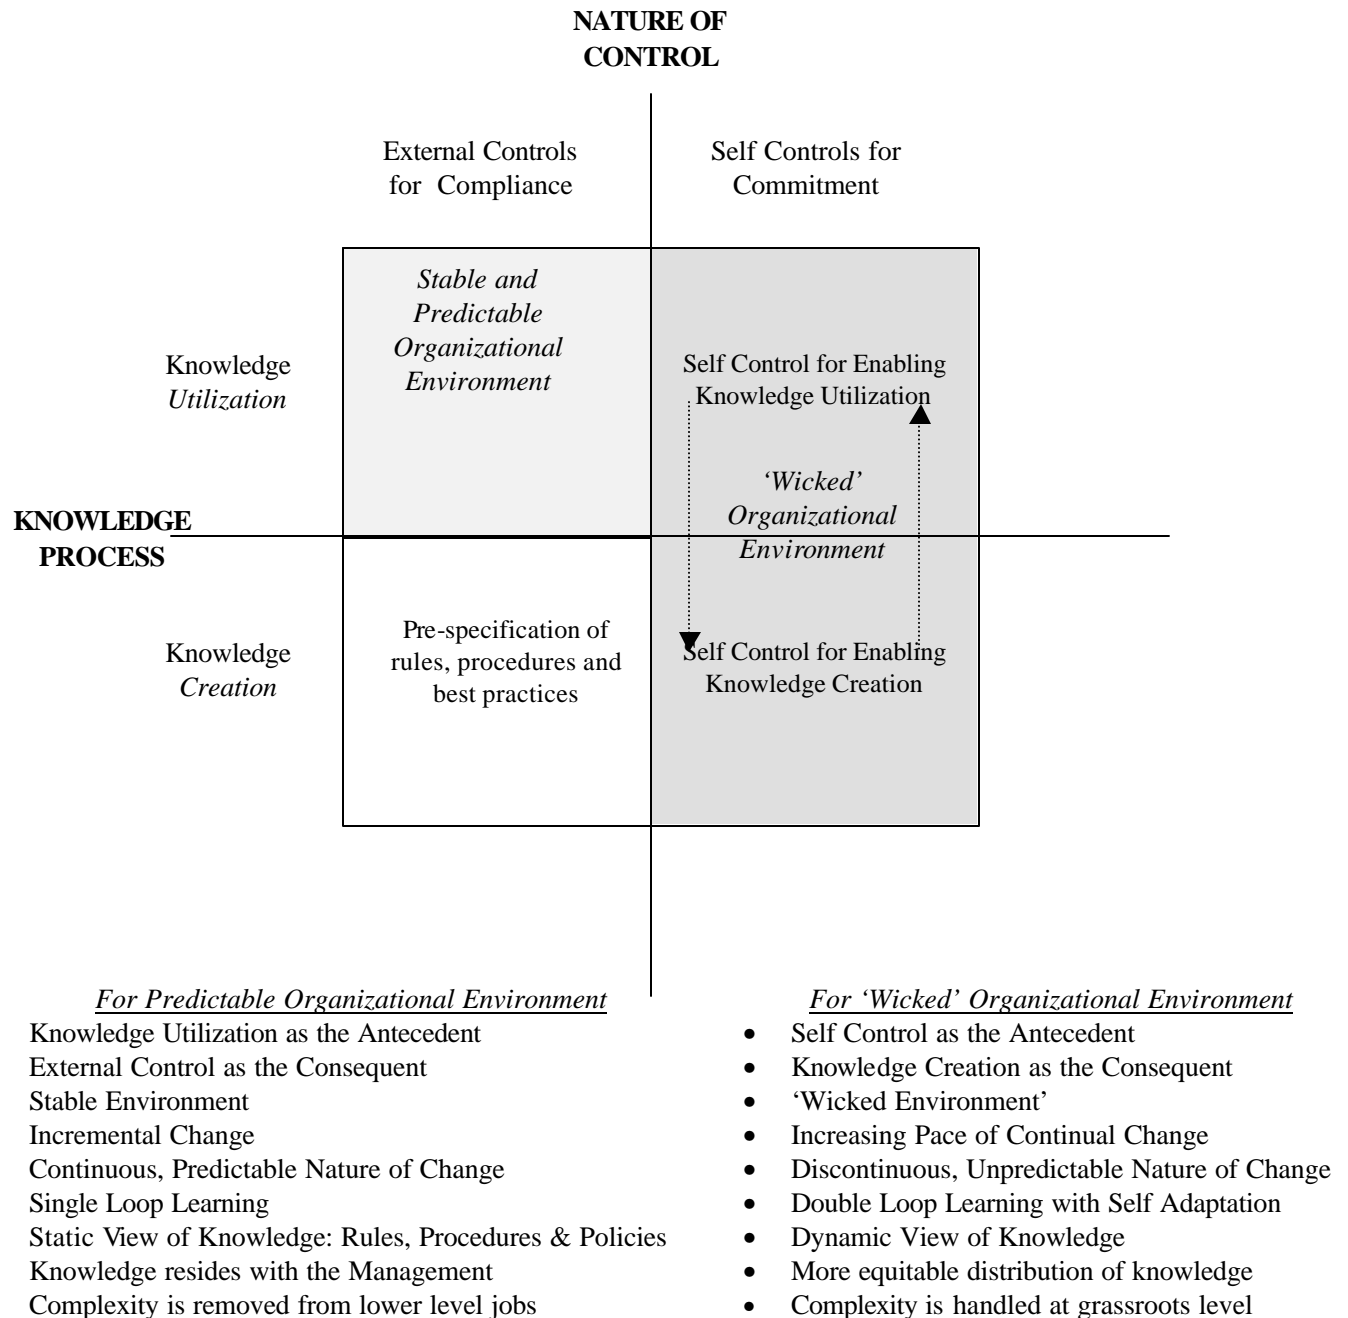 NATURE OF
CONTROL
External Controls
for Compliance
Self Controls for
Commitment
Stable and
Predictable
Organizational
Environment
Knowledge
Utilization
Self Control for Enabling
Knowledge Utilization
‘Wicked’
Organizational
Environment
KNOWLEDGE
PROCESS
Knowledge
Creation
Pre-specification of
rules, procedures and
best practices
Self Control for Enabling
Knowledge Creation
For Predictable Organizational Environment
Knowledge Utilization as the Antecedent
External Control as the Consequent
Stable Environment
Incremental Change
Continuous, Predictable Nature of Change
Single Loop Learning
Static View of Knowledge: Rules, Procedures & Policies
Knowledge resides with the Management
Complexity is removed from lower level jobs
For ‘Wicked’ Organizational Environment
• Self Control as the Antecedent
• Knowledge Creation as the Consequent
• ‘Wicked Environment’
• Increasing Pace of Continual Change
• Discontinuous, Unpredictable Nature of Change
• Double Loop Learning with Self Adaptation
• Dynamic View of Knowledge
• More equitable distribution of knowledge
• Complexity is handled at grassroots level